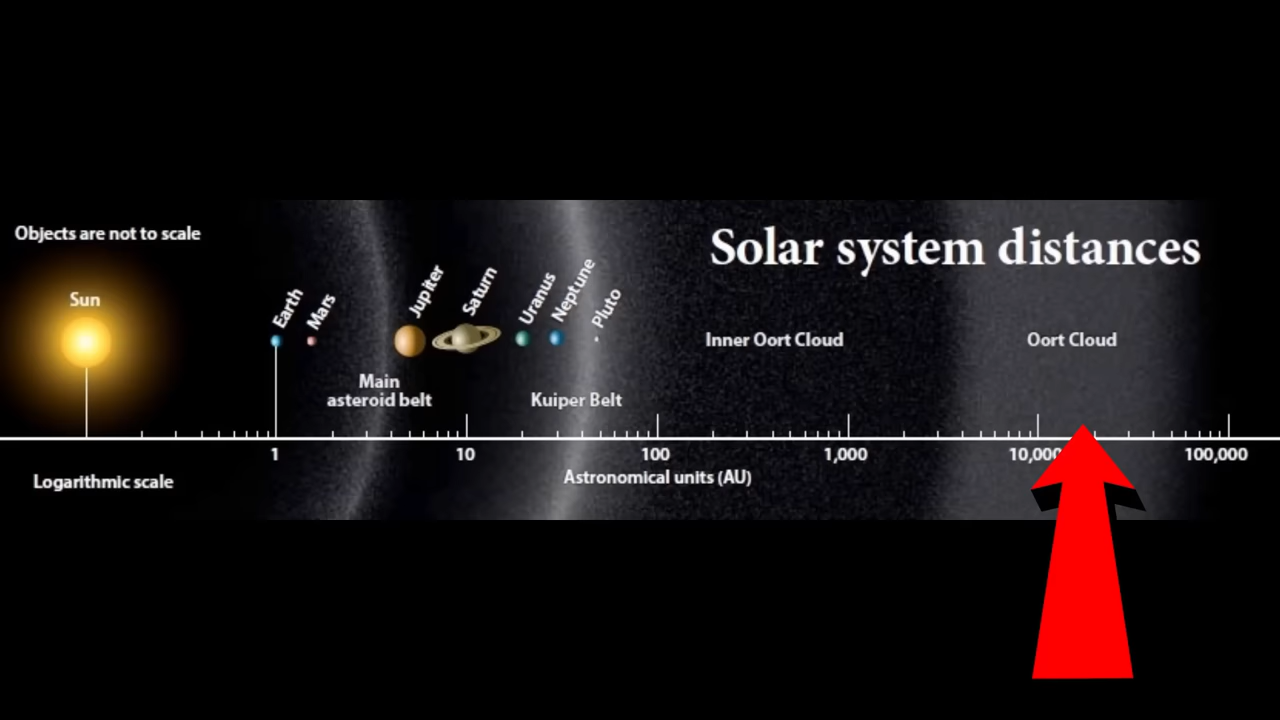 Objects are not to scale
Solar system distances
Sun
Earth
Mars
Jupiter
Saturn
Uranus
Neptune
Pluto
Inner Oort Cloud
Oort Cloud
Main
asteroid belt
Kuiper Belt
1
10
100
1,000
10,000
100,000
Astronomical units (AU)
Logarithmic scale